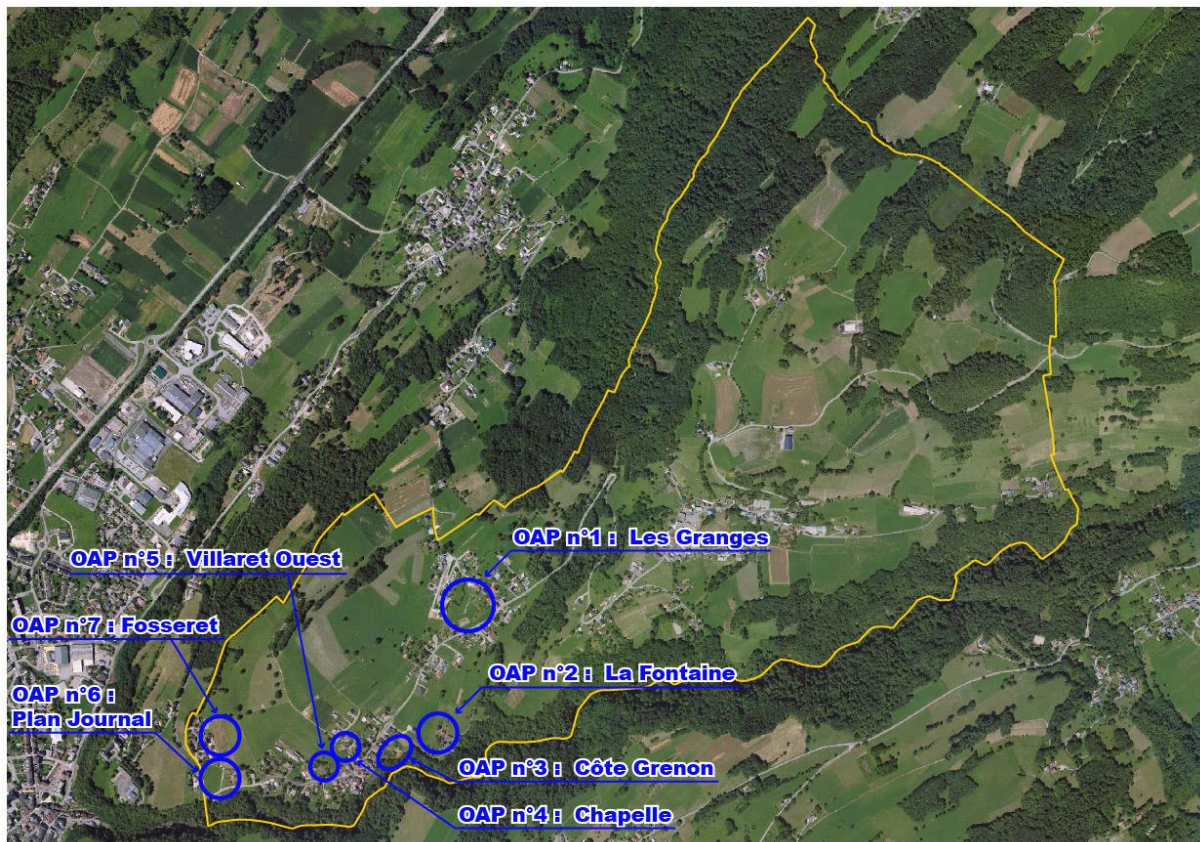 OAP n°1 : Les Granges
OAP n°5 : Villaret Ouest
OAP n°7 : Fosseret
OAP n°2 : La Fontaine
OAP n°6 :
Plan Journal
OAP n°3 : Côte Grenon
OAP n°4 : Chapelle